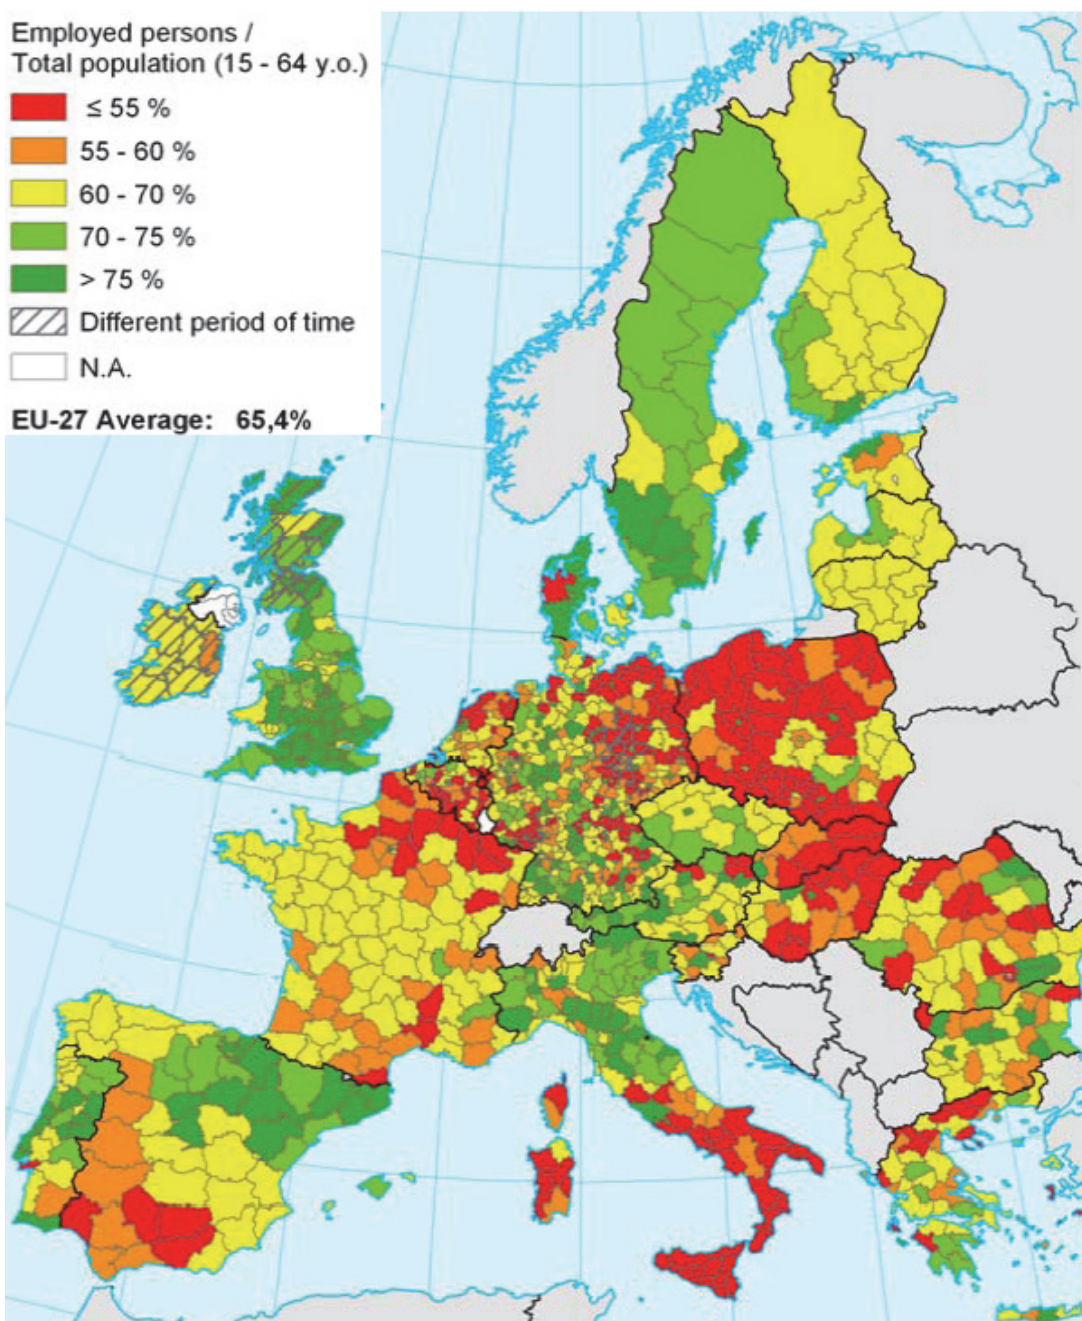 Employed persons /
Total population (15 - 64 y.o.)
≤ 55 %
55 - 60 %
60 - 70 %
70 - 75 %
> 75 %
Different period of time
N.A.
EU-27 Average: 65,4%